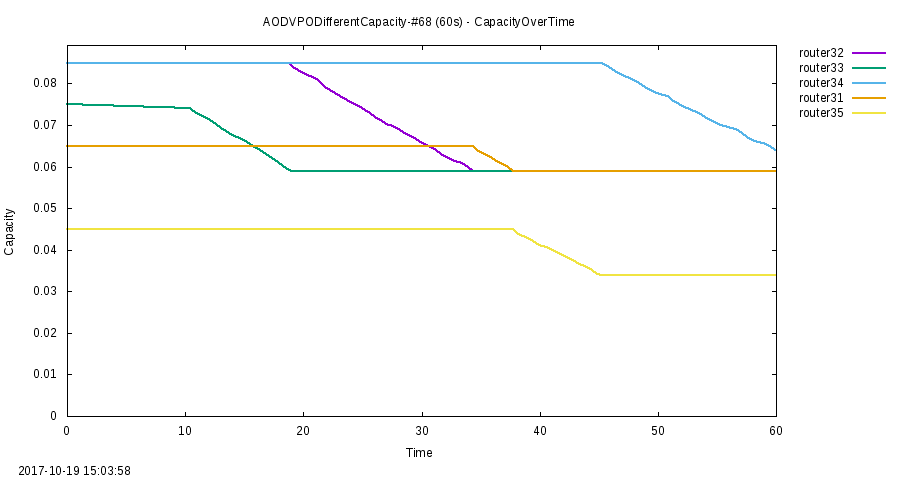 AODVPODifferentCapacity-#68 (60s) - CapacityOverTime
router32
router33
router34
router31
router35
0.08
0.07
0.06
0.05
0.04
0.03
0.02
0.01
0
Capacity
0 10 20 30 40 50 60
Time
2017-10-19 15:03:58